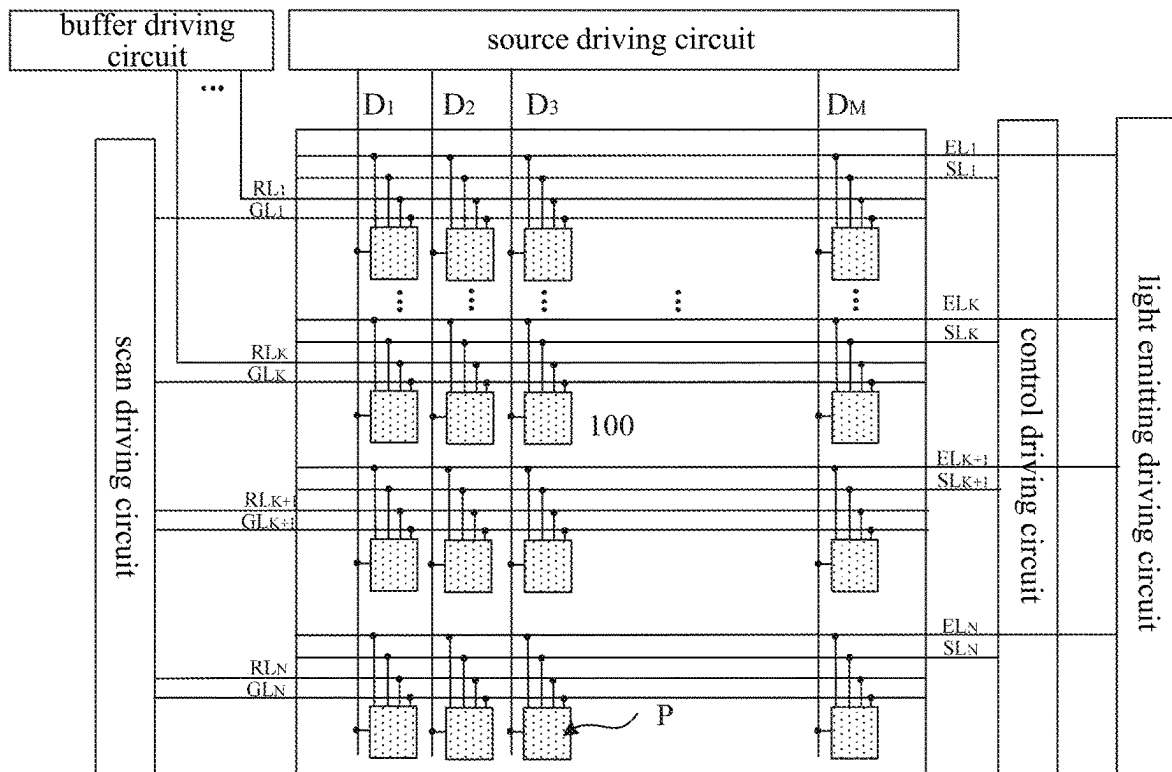 buffer driving
circuit
source driving circuit
...
D1 D2 D3 DM
EL1
SL1
RL1
GL1
... ... ... ... ...
ELK
SLK
RLK
GLK
100
ELK+1
SLK+1
RLK+1
GLK+1
ELN
SLN
RLN
GLN
P
scan driving circuit
control driving circuit
light emitting driving circuit